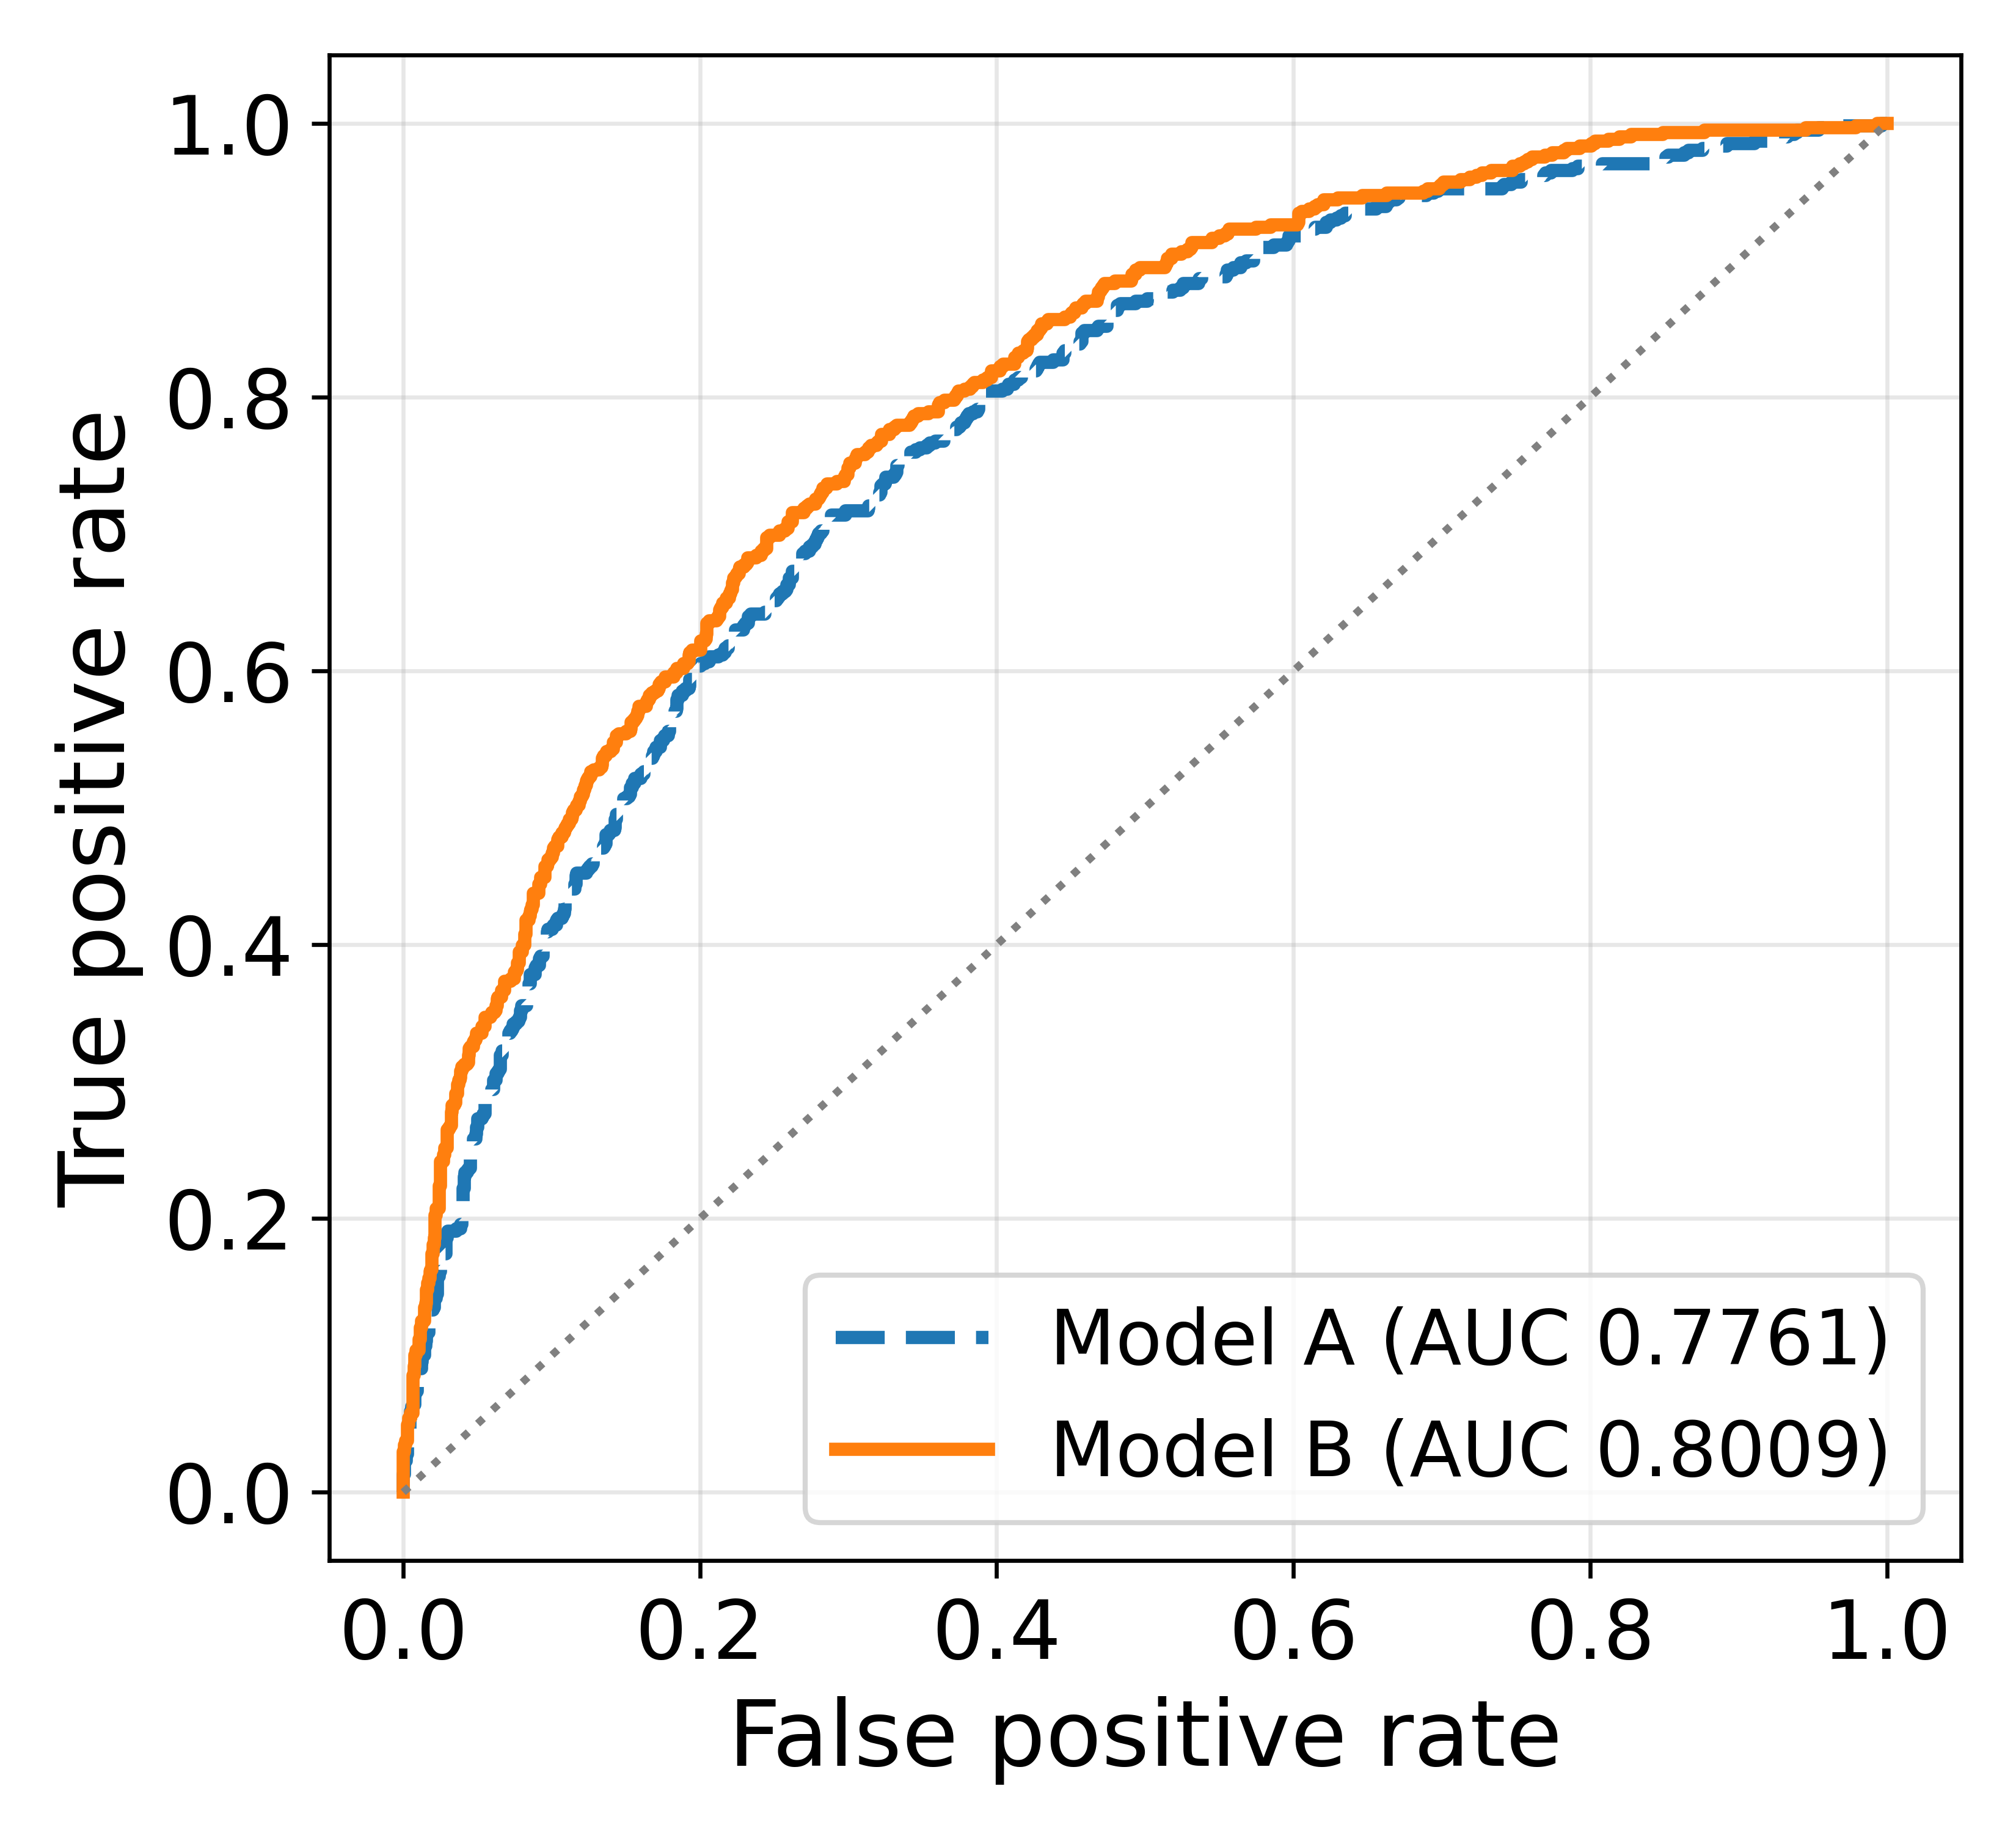 1.0
0.8
0.6
0.4
0.2
0.0
True positive rate
Model A (AUC 0.7761)
Model B (AUC 0.8009)
0.0 0.2 0.4 0.6 0.8 1.0
False positive rate